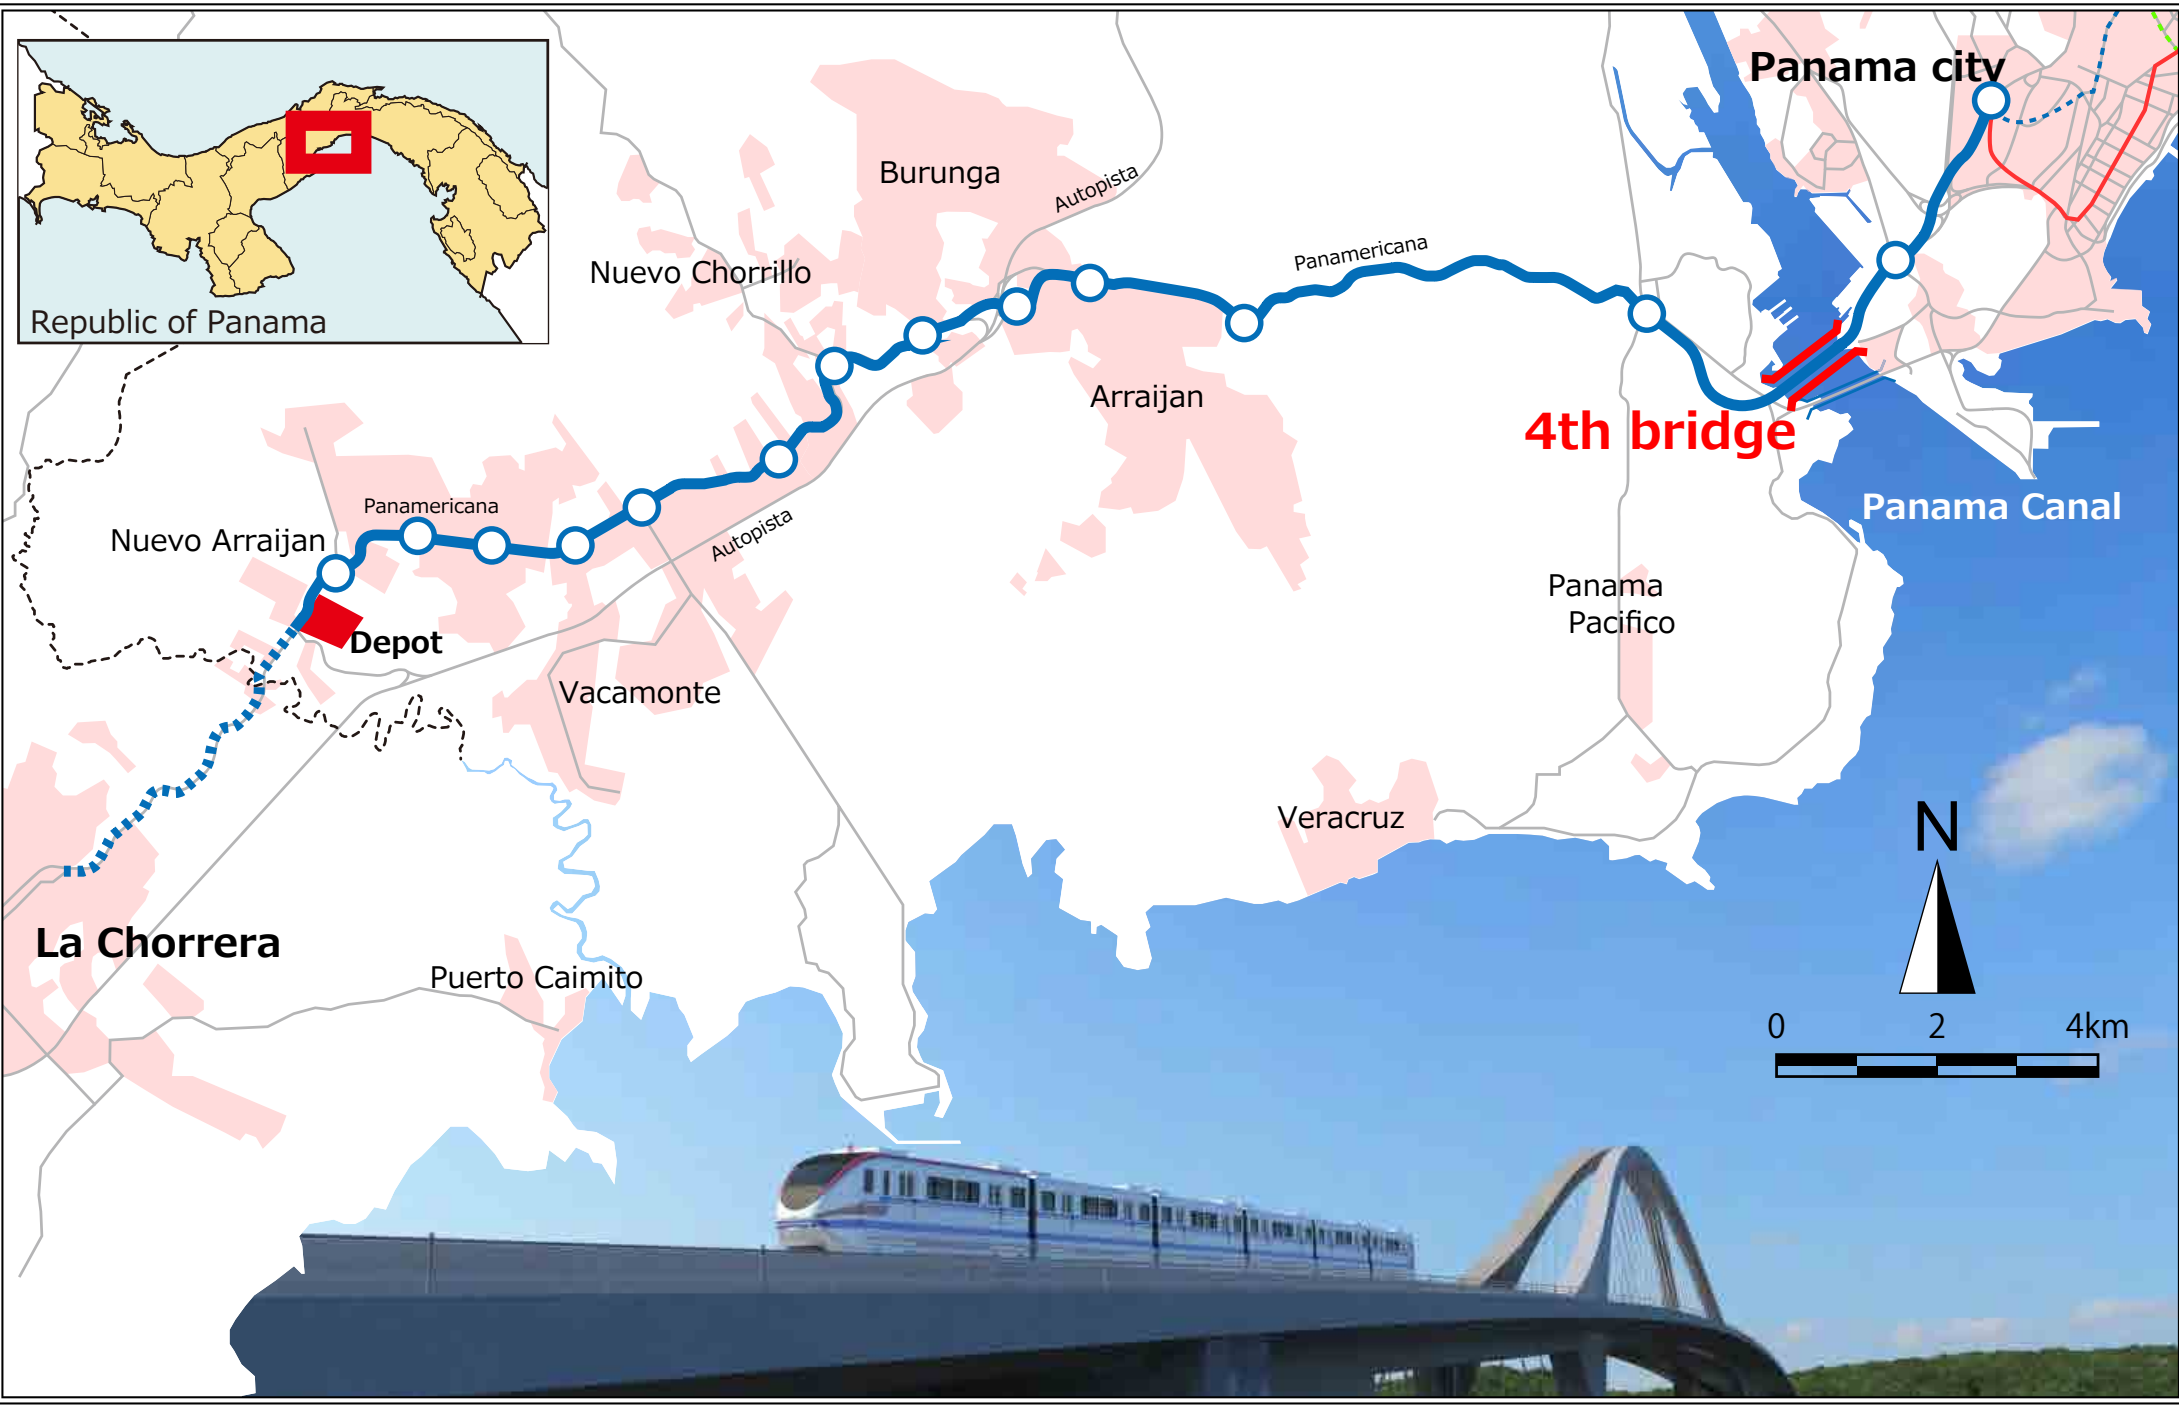 Panama city
Republic of Panama
Burunga
Autopista
Nuevo Chorrillo
Panamericana
Arraijan
4th bridge
Panama Canal
Panamericana
Nuevo Arraijan
Autopista
Depot
Panama
Pacifico
Vacamonte
Veracruz
N
La Chorrera
Puerto Caimito
0 2 4km